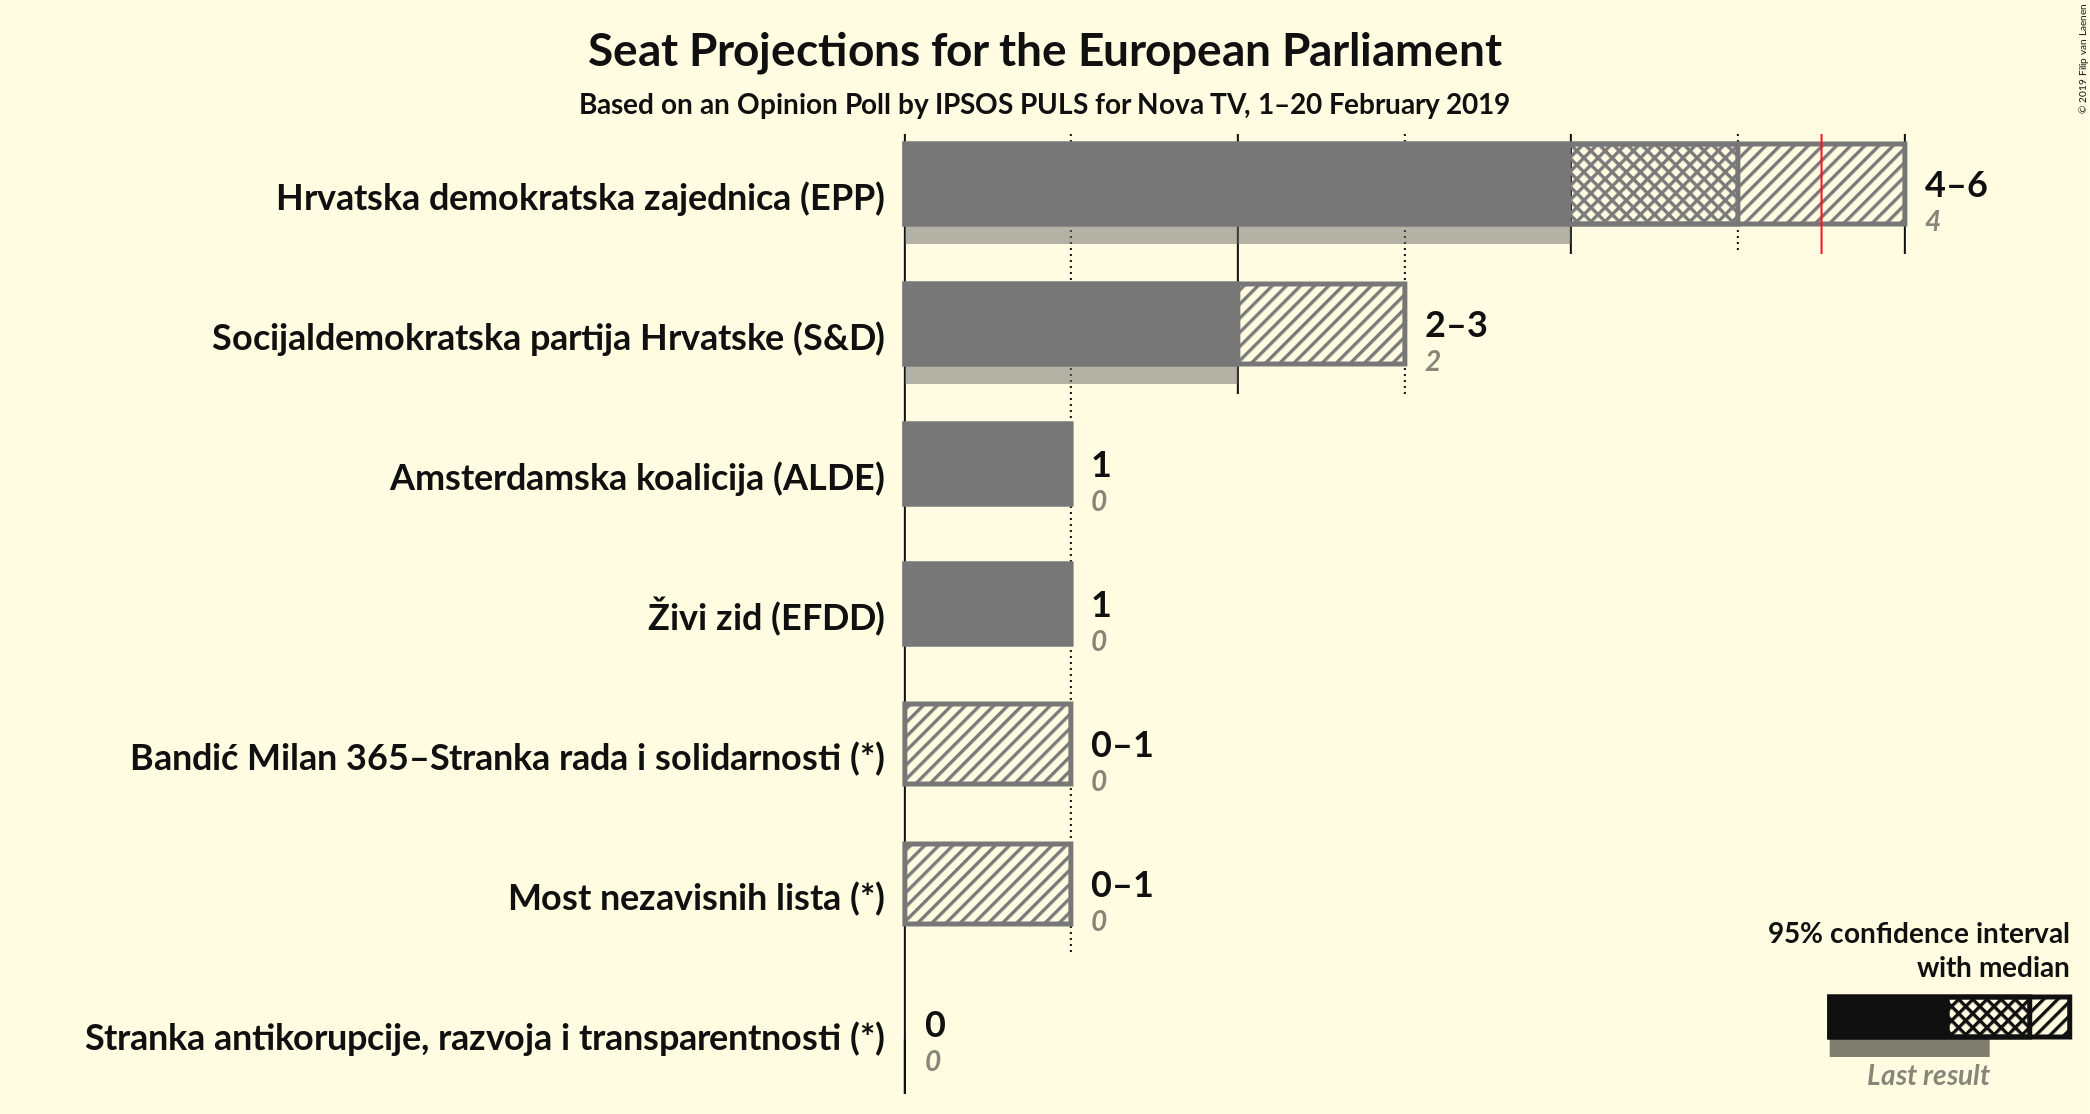 Seat Projections for the European Parliament
Based on an Opinion Poll by IPSOS PULS for Nova TV, 1–20 February 2019
© 2019 Filip van Laenen
Hrvatska demokratska zajednica (EPP)
4–6
4
Socijaldemokratska partija Hrvatske (S&D)
2–3
2
Amsterdamska koalicija (ALDE)
1
0
Živi zid (EFDD)
1
0
Bandić Milan 365–Stranka rada i solidarnosti (*)
0–1
0
Most nezavisnih lista (*)
0–1
0
Stranka antikorupcije, razvoja i transparentnosti (*)
0
0
95% confidence interval
with median
Last result